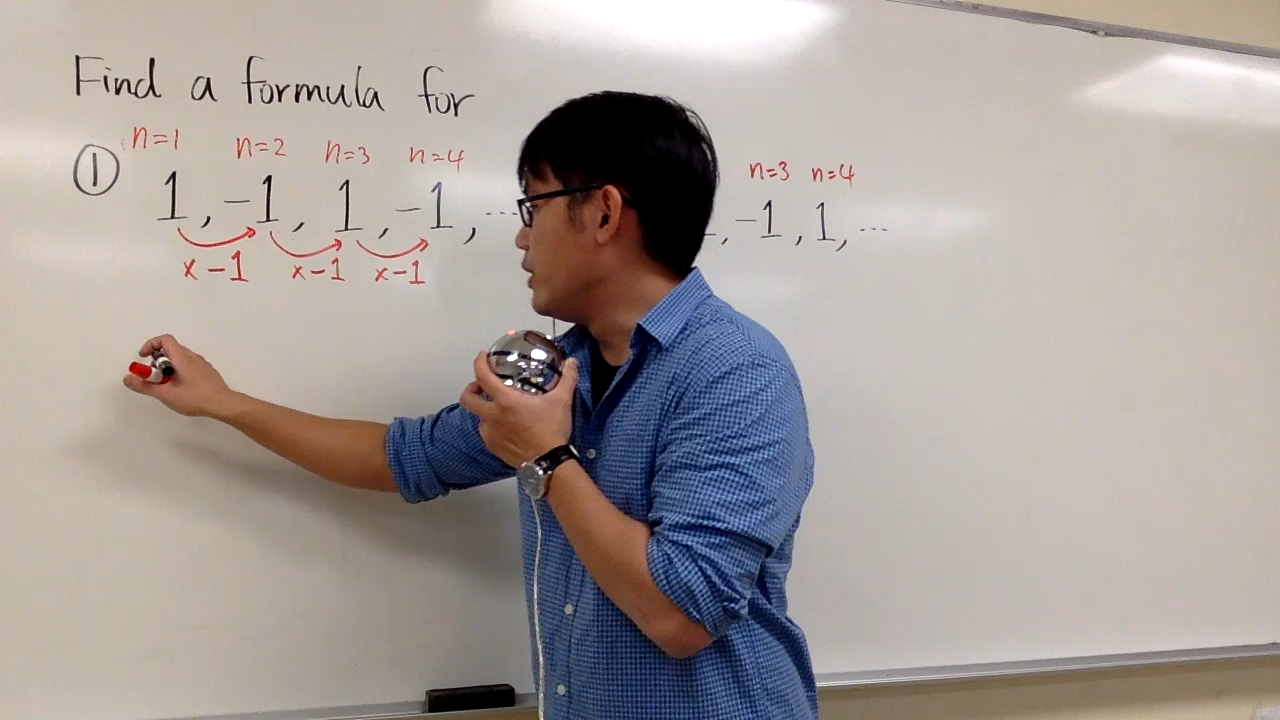 Find a formula for
n=1 n=2 n=3 n=4 n=3 n=4
① 1, -1, 1, -1, ... , -1, 1, ...
x-1 x-1 x-1